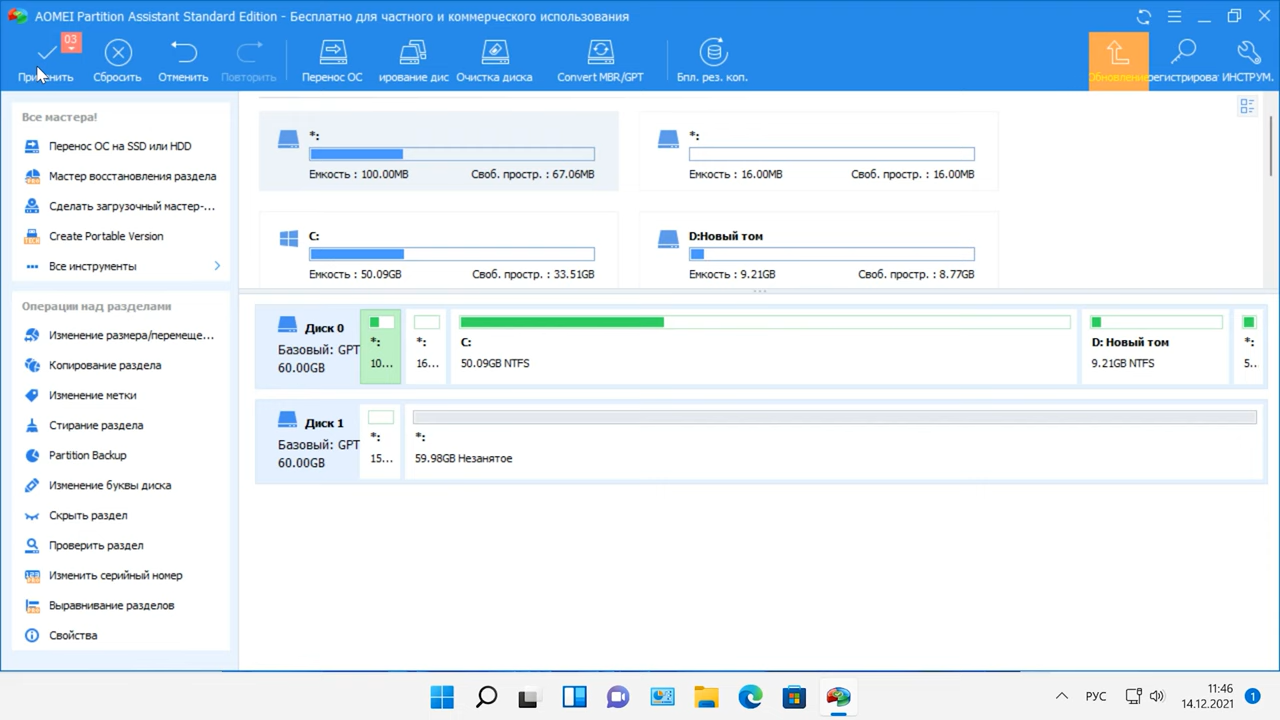 AOMEI Partition Assistant Standard Edition - Бесплатно для частного и коммерческого использования
03
Применить
Сбросить
Отменить
Повторить
Перенос ОС
ирование дис
Очистка диска
Convert MBR/GPT
Бпл. рез. коп.
Обновление
регистрирова
ИНСТРУМ.
Все мастера!
Перенос ОС на SSD или HDD
Мастер восстановления раздела
Сделать загрузочный мастер-...
Create Portable Version
Все инструменты
Операции над разделами
Изменение размера/перемеще...
Копирование раздела
Изменение метки
Стирание раздела
Partition Backup
Изменение буквы диска
Скрыть раздел
Проверить раздел
Изменить серийный номер
Выравнивание разделов
Свойства
*:
Емкость : 100.00MB Своб. простр. : 67.06MB
*:
Емкость : 16.00MB Своб. простр. : 16.00MB
C:
Емкость : 50.09GB Своб. простр. : 33.51GB
D:Новый том
Емкость : 9.21GB Своб. простр. : 8.77GB
Диск 0
Базовый: GPT
60.00GB
*:
10...
*:
16...
C:
50.09GB NTFS
D: Новый том
9.21GB NTFS
*:
5...
Диск 1
Базовый: GPT
60.00GB
*:
15...
*:
59.98GB Незанятое
РУС
11:46
14.12.2021
1